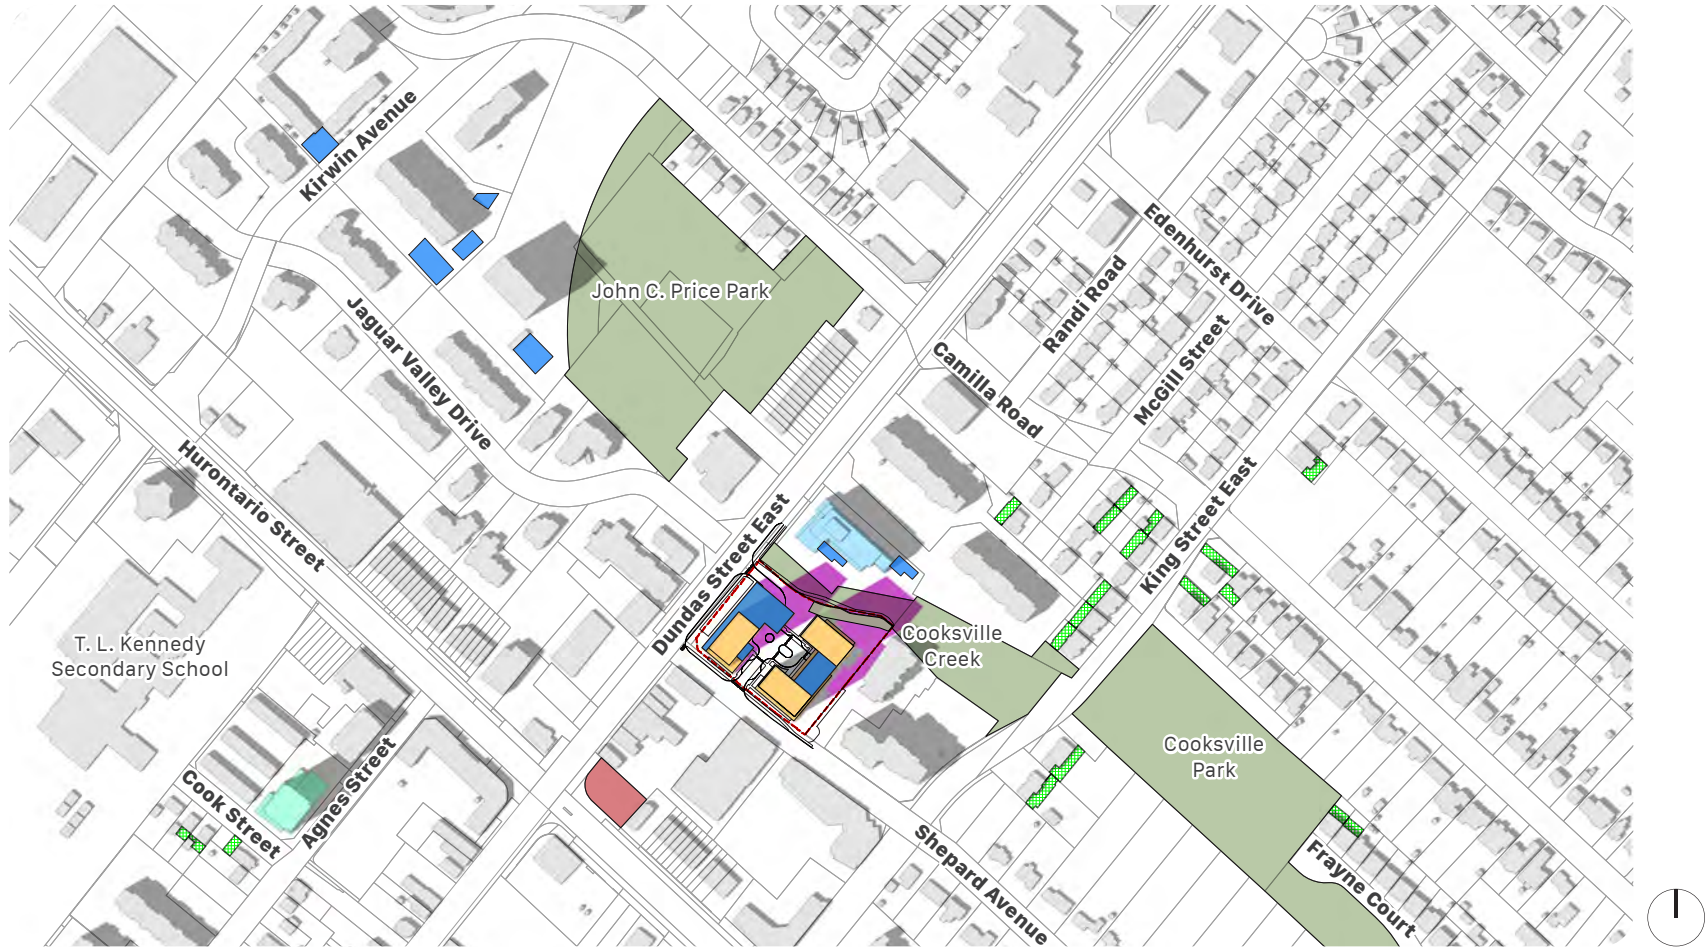 Kirwin Avenue
Edenhurst Drive
John C. Price Park
Randi Road
Jaguar Valley Drive
McGill Street
Camilla Road
Hurontario Street
King Street East
Dundas Street East
T. L. Kennedy
Secondary School
Cooksville
Creek
Cooksville
Park
Cook Street
Agnes Street
Shepard Avenue
Frayne Court